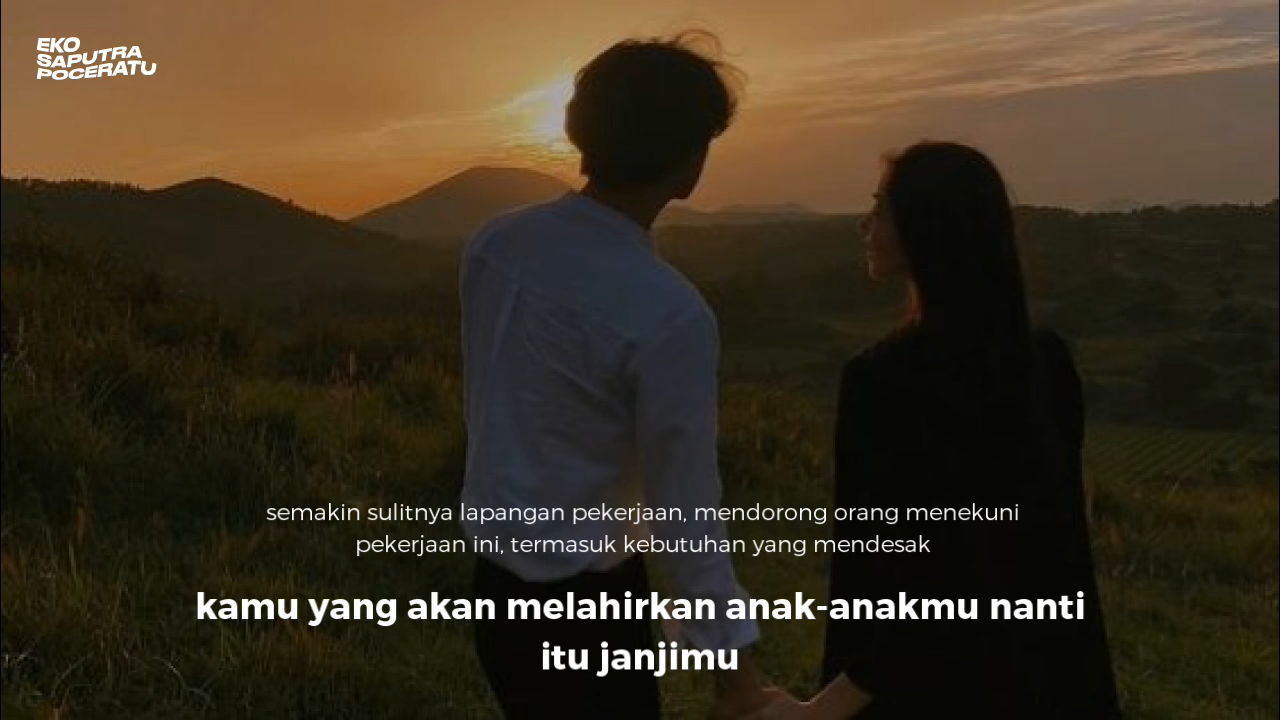 EKO
SAPUTRA
POCERATU
semakin sulitnya lapangan pekerjaan, mendorong orang menekuni
pekerjaan ini, termasuk kebutuhan yang mendesak
kamu yang akan melahirkan anak-anakmu nanti
itu janjimu